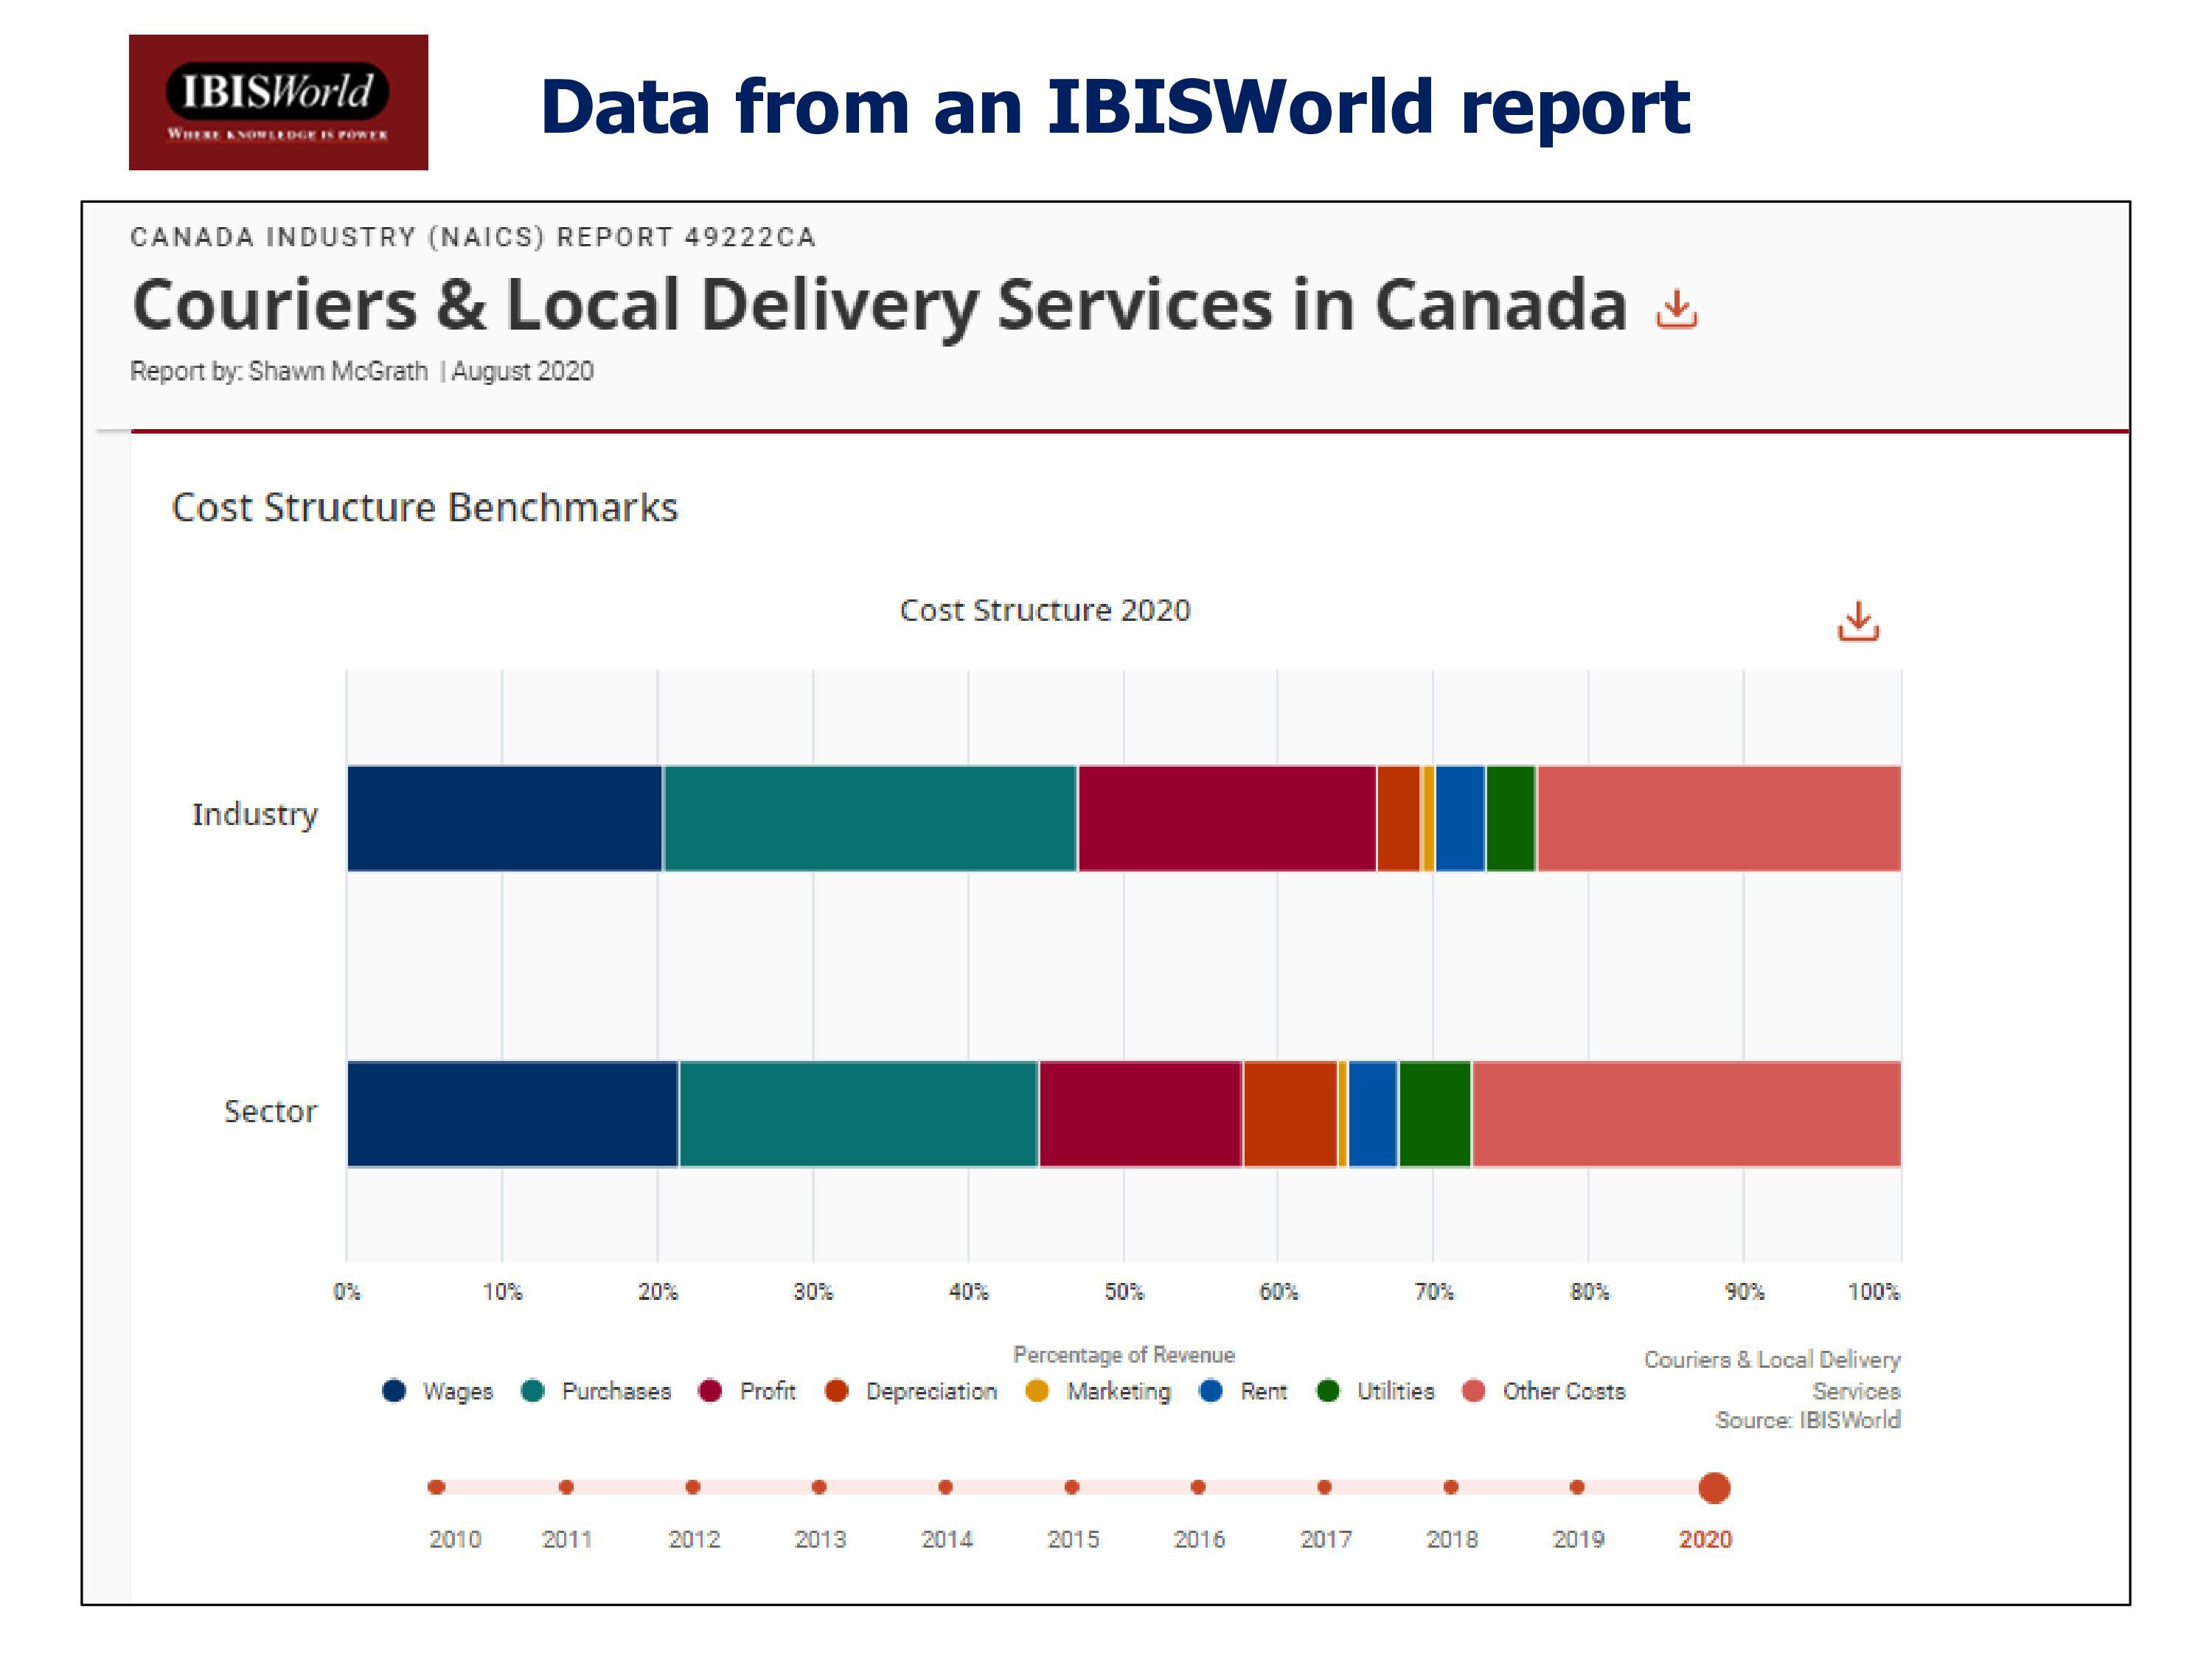 IBISWorld
WHERE KNOWLEDGE IS POWER
Data from an IBISWorld report
CANADA INDUSTRY (NAICS) REPORT 49222CA
Couriers & Local Delivery Services in Canada
Report by: Shawn McGrath | August 2020
Cost Structure Benchmarks
Cost Structure 2020
Industry
Sector
0% 10% 20% 30% 40% 50% 60% 70% 80% 90% 100%
Percentage of Revenue
Wages Purchases Profit Depreciation Marketing Rent Utilities Other Costs
Couriers & Local Delivery
Services
Source: IBISWorld
2010 2011 2012 2013 2014 2015 2016 2017 2018 2019 2020